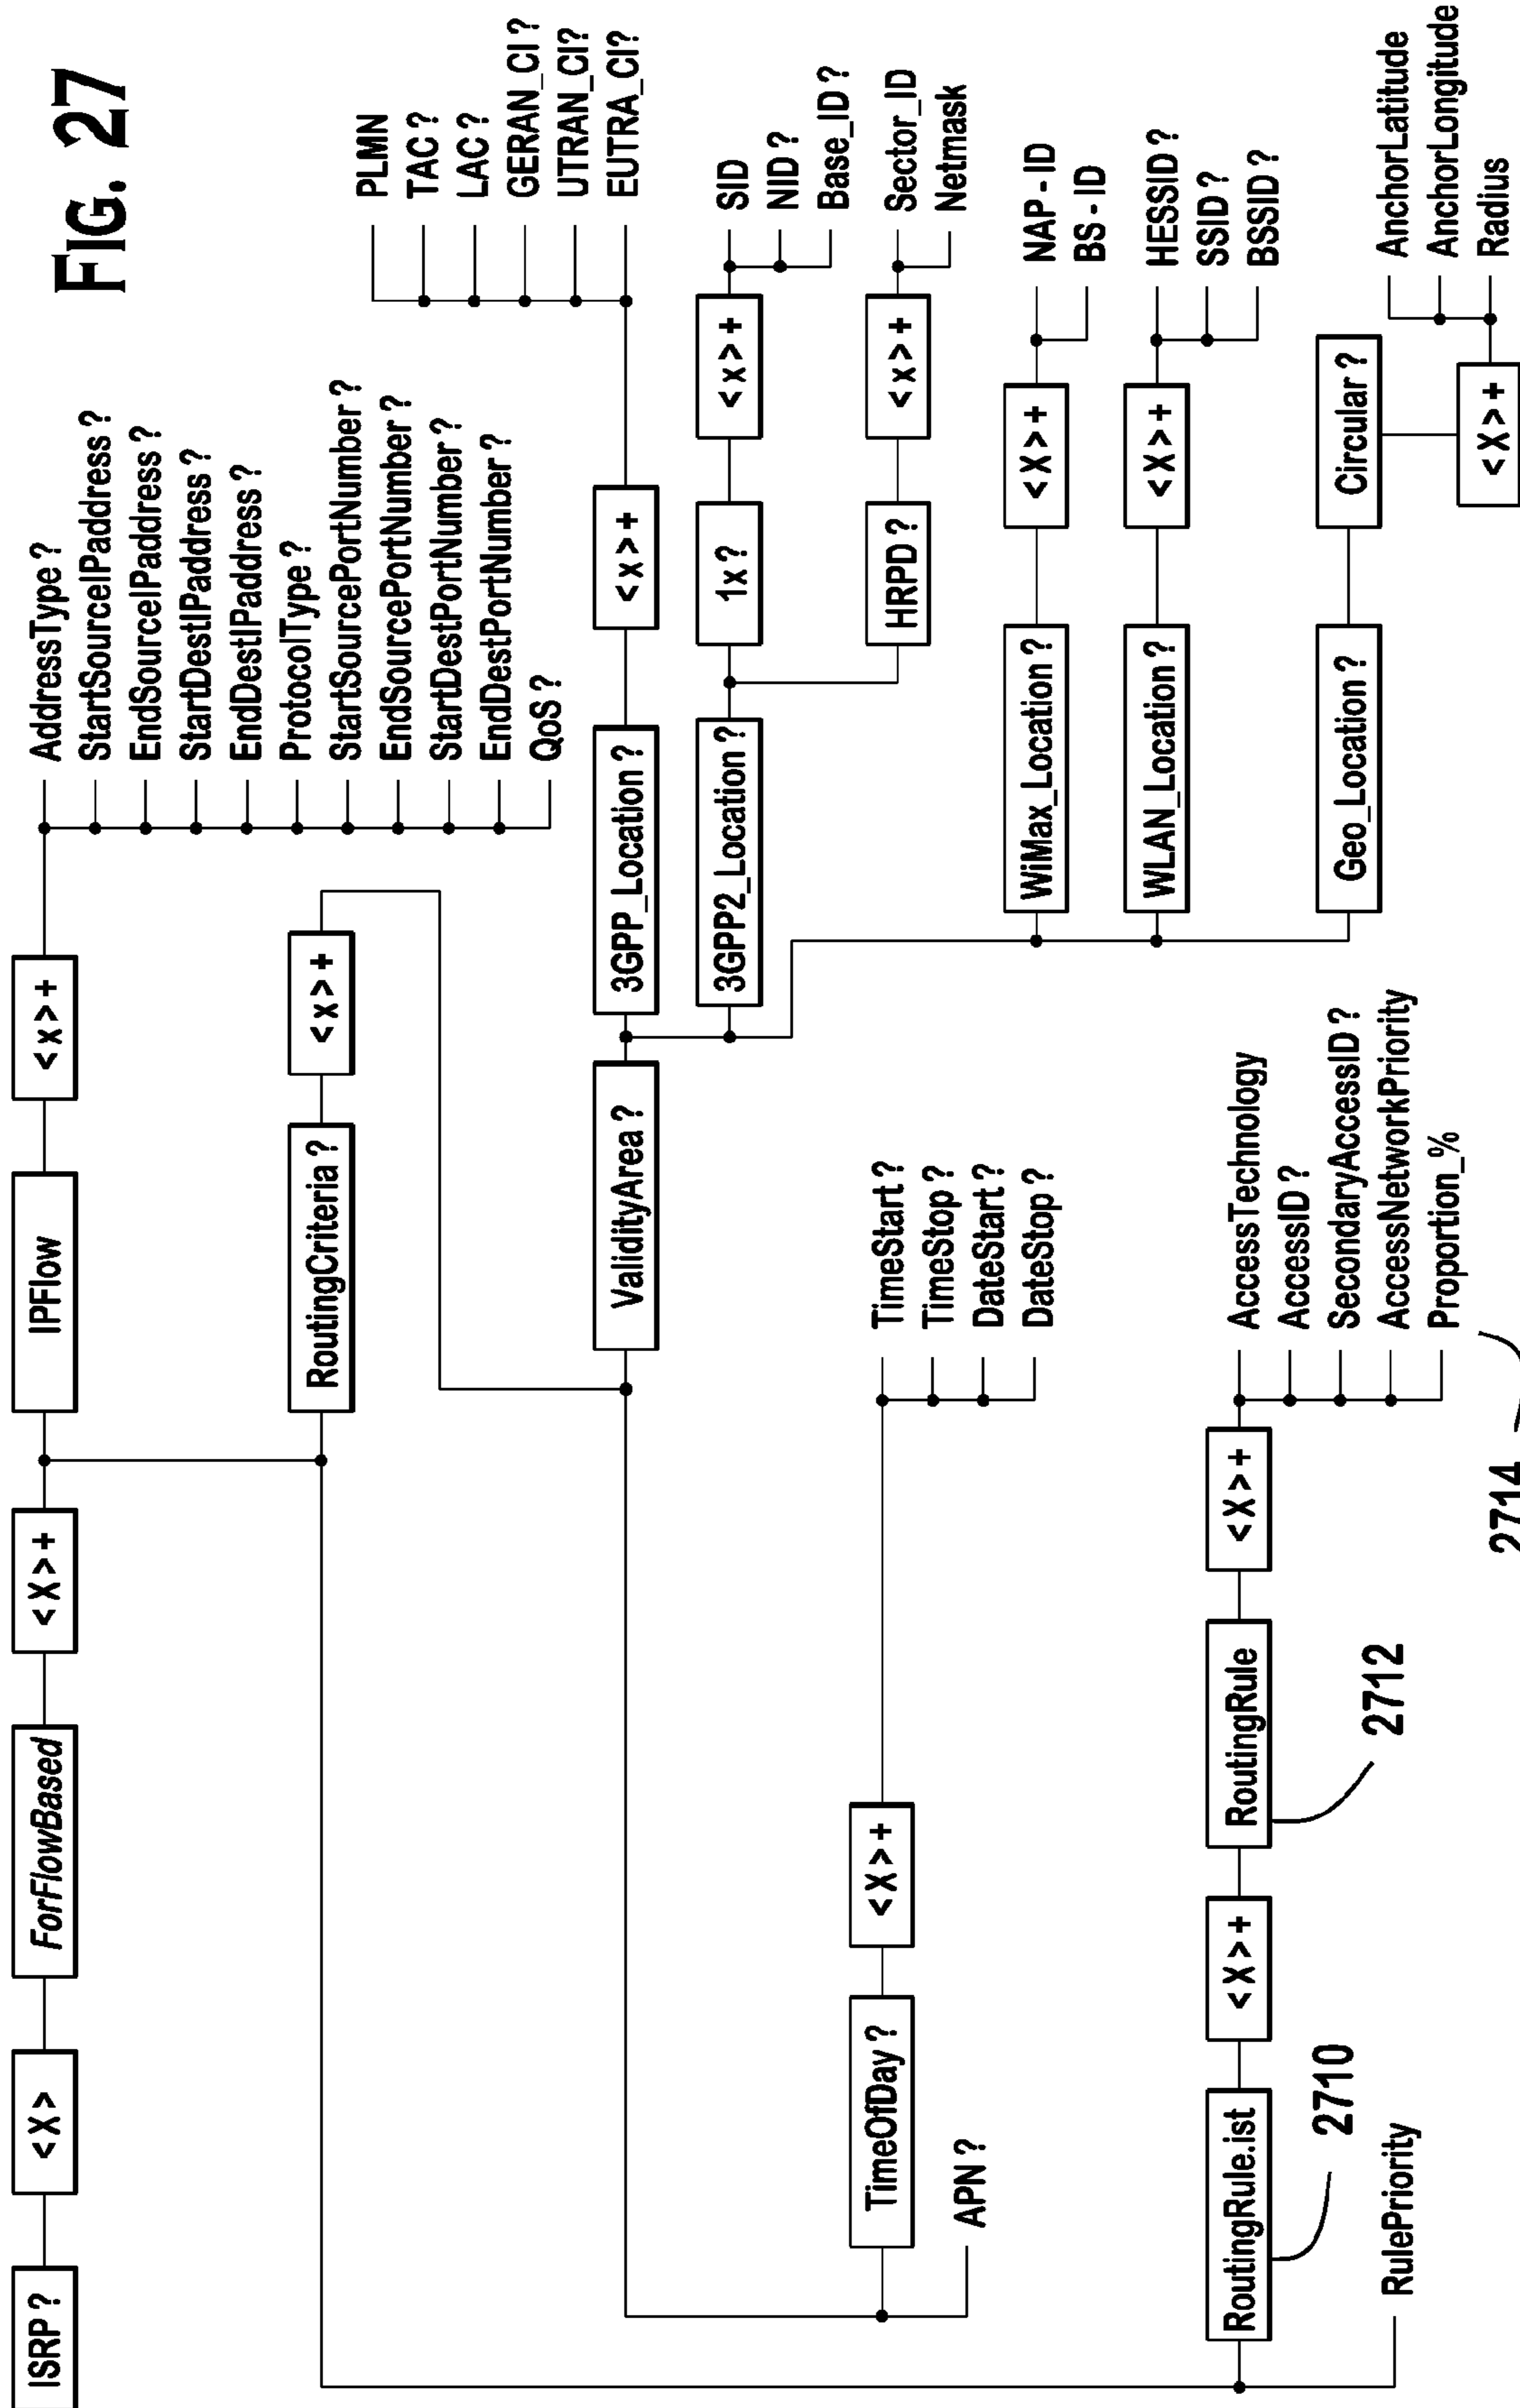 FIG. 27
ISRP ?
< X >
ForFlowBased
< X > +
IPFlow
< x > +
AddressType ?
StartSourceIPaddress ?
EndSourceIPaddress ?
StartDestIPaddress ?
EndDestIPaddress ?
ProtocolType ?
StartSourcePortNumber ?
EndSourcePortNumber ?
StartDestPortNumber ?
EndDestPortNumber ?
QoS ?
RoutingCriteria ?
< x > +
ValidityArea ?
3GPP_Location ?
< x > +
PLMN
TAC ?
LAC ?
GERAN_CI ?
UTRAN_CI?
EUTRA_CI?
3GPP2_Location ?
1x ?
< x > +
SID
NID ?
Base_ID ?
HRPD ?
< x > +
Sector_ID
Netmask
WiMax_Location ?
< X > +
NAP - ID
BS - ID
WLAN_Location ?
< X > +
HESSID ?
SSID ?
BSSID ?
Geo_Location ?
Circular ?
< X > +
AnchorLatitude
AnchorLongitude
Radius
TimeOfDay ?
< X > +
TimeStart ?
TimeStop ?
DateStart ?
DateStop ?
APN ?
RoutingRule.ist
< X > +
RoutingRule
< X > +
AccessTechnology
AccessID ?
SecondaryAccessID ?
AccessNetworkPriority
Proportion_%
2710
2712
2714
RulePriority